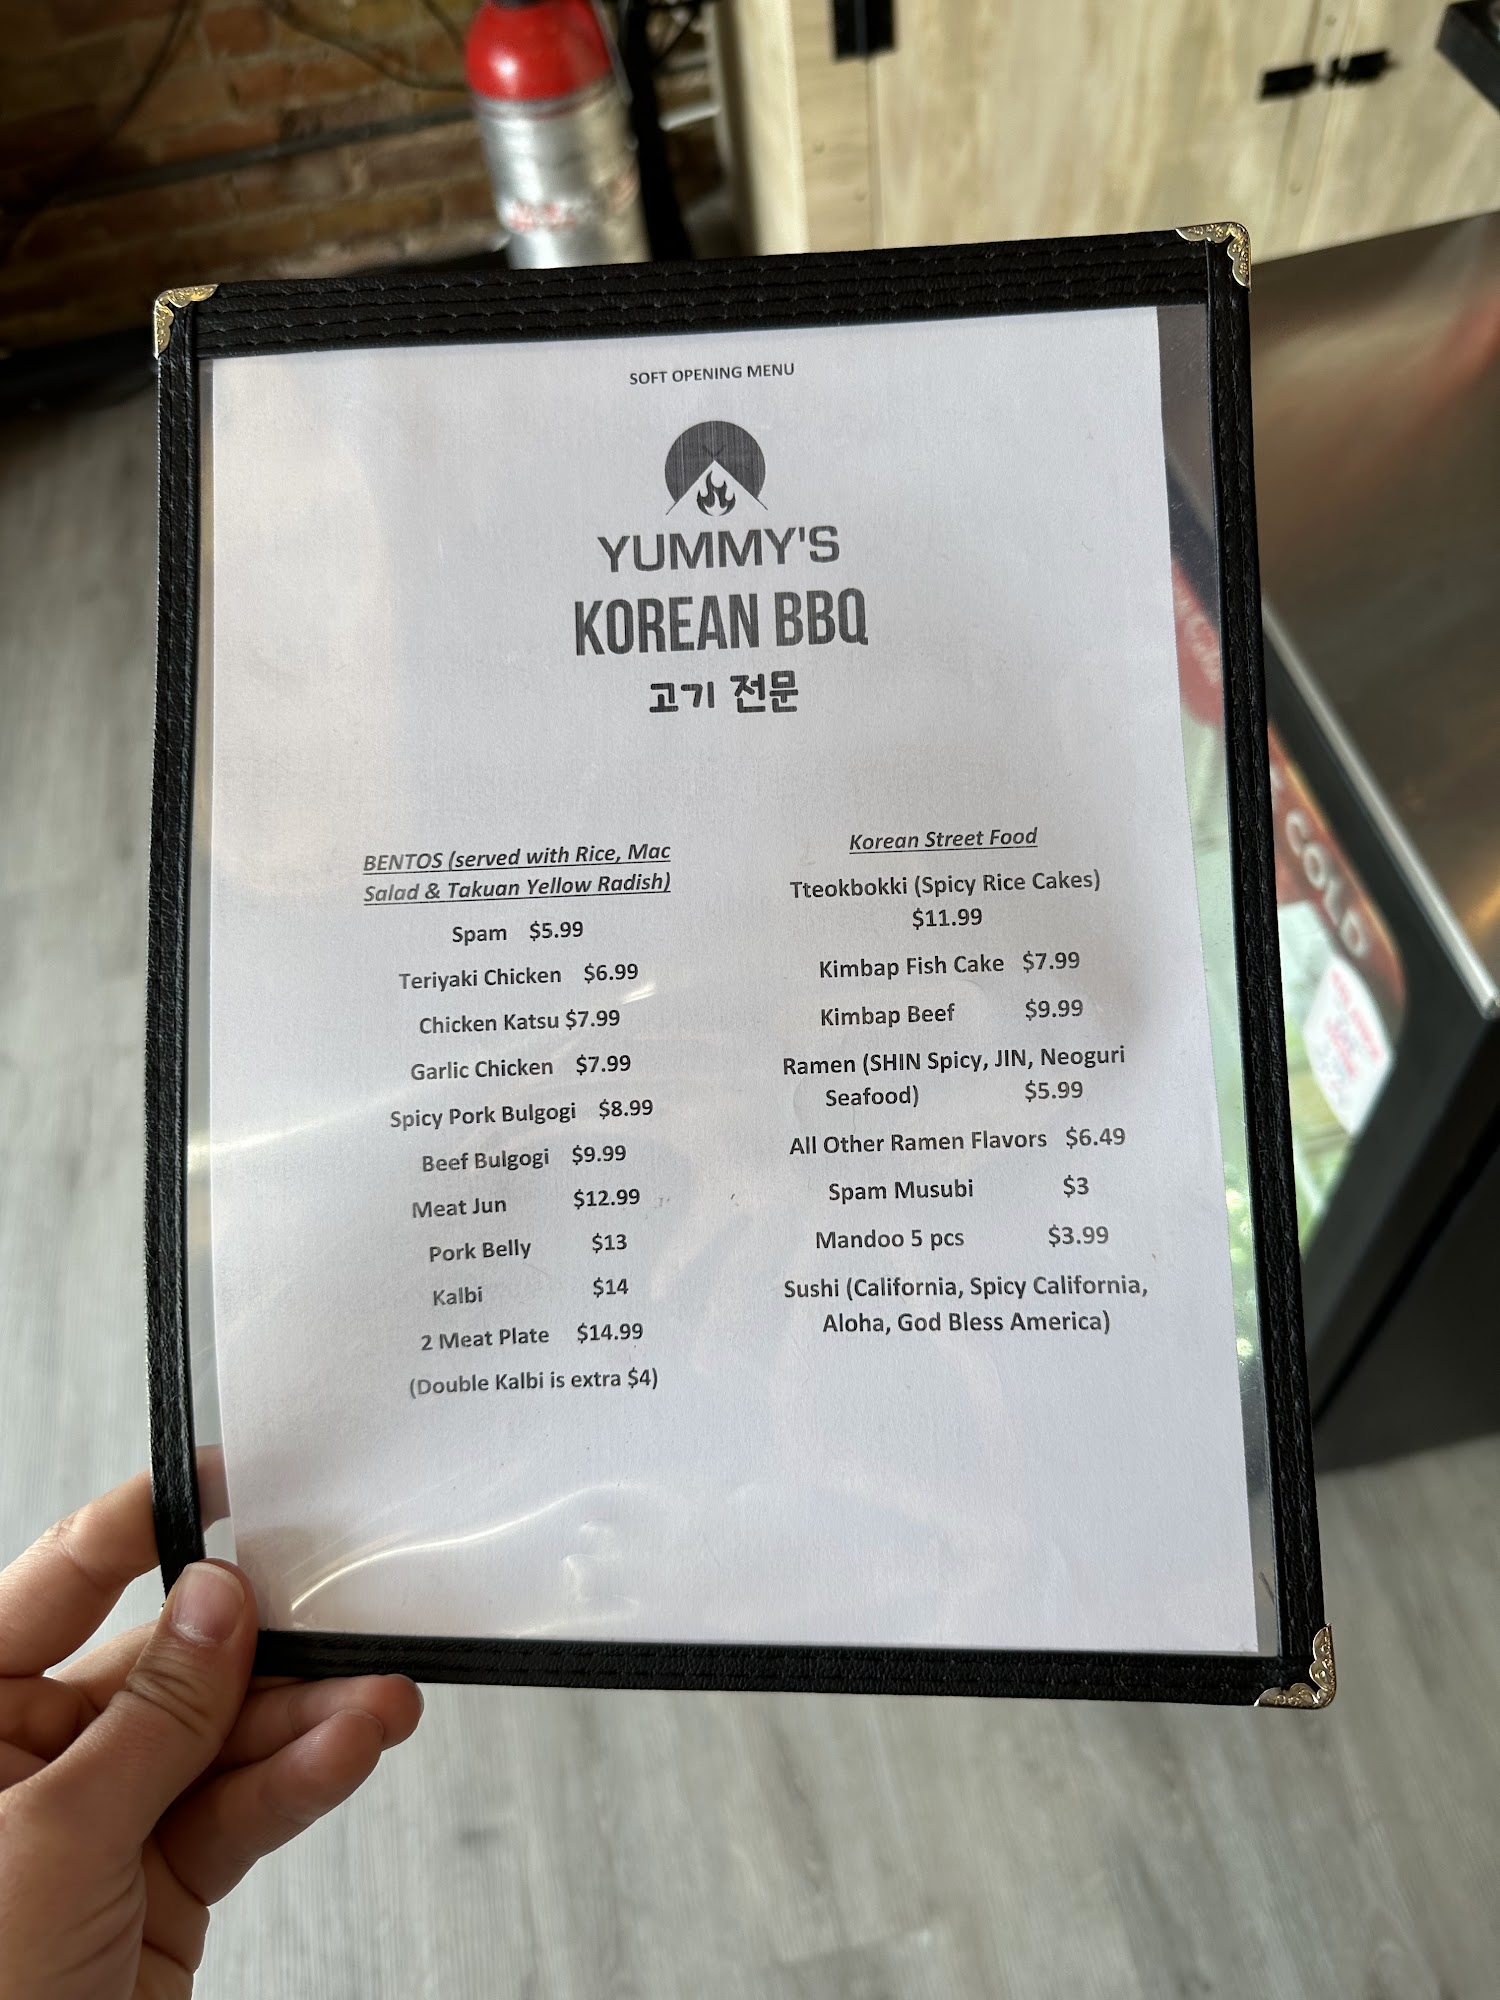 SOFT OPENING MENU
YUMMY'S
KOREAN BBQ
고기 전문
BENTOS (served with Rice, Mac
Salad & Takuan Yellow Radish)
Spam $5.99
Teriyaki Chicken $6.99
Chicken Katsu $7.99
Garlic Chicken $7.99
Spicy Pork Bulgogi $8.99
Beef Bulgogi $9.99
Meat Jun $12.99
Pork Belly $13
Kalbi $14
2 Meat Plate $14.99
(Double Kalbi is extra $4)
Korean Street Food
Tteokbokki (Spicy Rice Cakes)
$11.99
Kimbap Fish Cake $7.99
Kimbap Beef $9.99
Ramen (SHIN Spicy, JIN, Neoguri
Seafood) $5.99
All Other Ramen Flavors $6.49
Spam Musubi $3
Mandoo 5 pcs $3.99
Sushi (California, Spicy California,
Aloha, God Bless America)
COLD